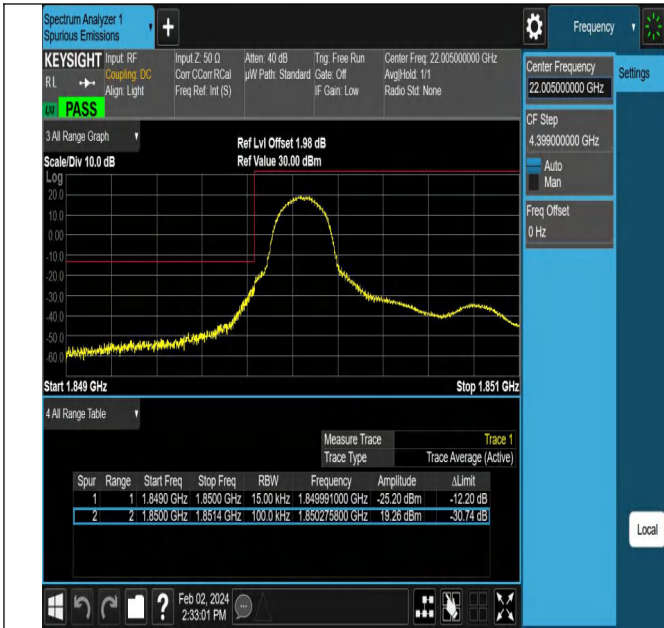 Spectrum Analyzer 1
Spurious Emissions
Frequency
KEYSIGHT Input: RF Input Z: 50 Ω Atten: 40 dB Trig: Free Run Center Freq: 22.005000000 GHz
RL Coupling: DC Corr CCorr RCal µW Path: Standard Gate: Off Avg|Hold: 1/1
Align: Light Freq Ref: Int (S) IF Gain: Low Radio Std: None
LXI PASS
Center Frequency
22.005000000 GHz
Settings
CF Step
4.399000000 GHz
Auto
Man
Freq Offset
0 Hz
3 All Range Graph
Ref Lvl Offset 1.98 dB
Scale/Div 10.0 dB Ref Value 30.00 dBm
Log
20.0
10.0
0.00
-10.0
-20.0
-30.0
-40.0
-50.0
-60.0
Start 1.849 GHz Stop 1.851 GHz
4 All Range Table
Measure Trace Trace 1
Trace Type Trace Average (Active)
Spur Range Start Freq Stop Freq RBW Frequency Amplitude ΔLimit
1 1 1.8490 GHz 1.8500 GHz 15.00 kHz 1.849991000 GHz -25.20 dBm -12.20 dB
2 2 1.8500 GHz 1.8514 GHz 100.0 kHz 1.850275800 GHz 19.26 dBm -30.74 dB
Local
? Feb 02, 2024
2:33:01 PM